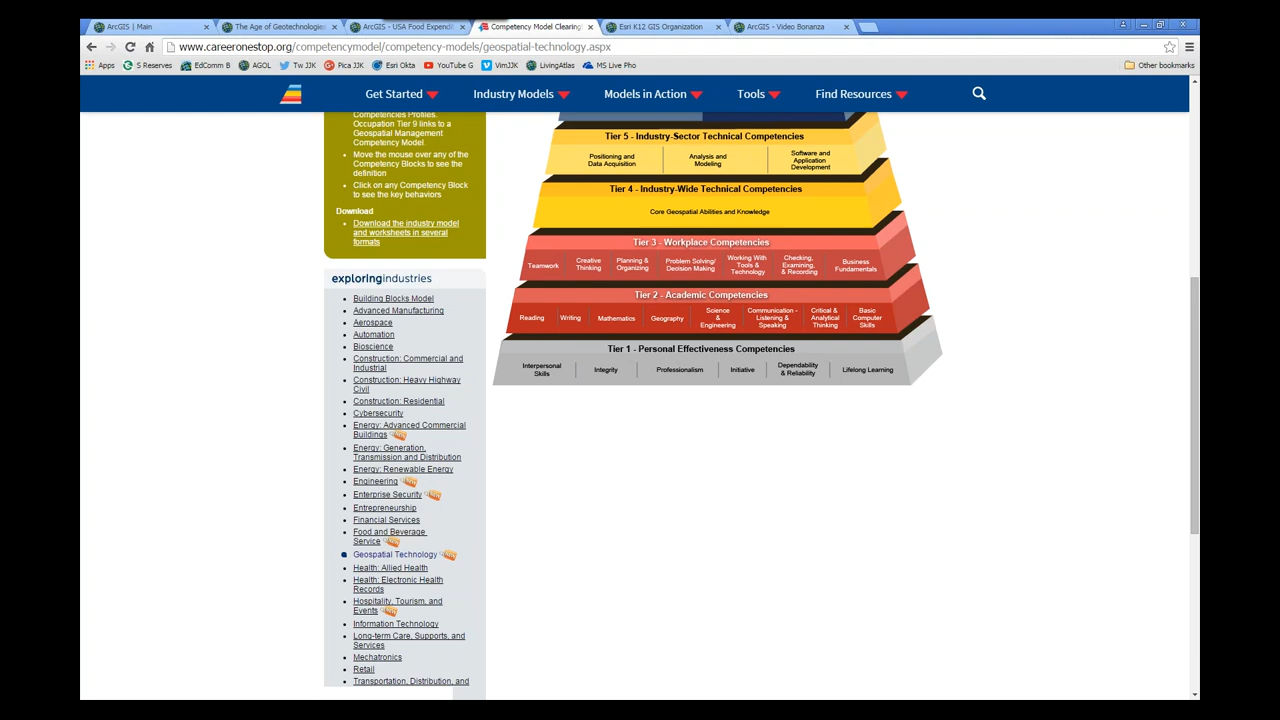 ArcGIS | Main
The Age of Geotechnologies
ArcGIS - USA Food Expendi
Competency Model Clearing
Esri K12 GIS Organization
ArcGIS - Video Bonanza
www.careeronestop.org/competencymodel/competency-models/geospatial-technology.aspx
Apps
S Reserves
EdComm B
AGOL
Tw JJK
Pica JJK
Esri Okta
YouTube G
VimJJK
LivingAtlas
MS Live Pho
Other bookmarks
Get Started
Industry Models
Models in Action
Tools
Find Resources
Competencies Profiles.
Occupation Tier 9 links to a
Geospatial Management
Competency Model.
• Move the mouse over any of the
Competency Blocks to see the
definition
• Click on any Competency Block
to see the key behaviors
Download
• Download the industry model
and worksheets in several
formats
exploringindustries
• Building Blocks Model
• Advanced Manufacturing
• Aerospace
• Automation
• Bioscience
• Construction: Commercial and
Industrial
• Construction: Heavy Highway
Civil
• Construction: Residential
• Cybersecurity
• Energy: Advanced Commercial
Buildings
• Energy: Generation,
Transmission and Distribution
• Energy: Renewable Energy
• Engineering
• Enterprise Security
• Entrepreneurship
• Financial Services
• Food and Beverage
Service
Geospatial Technology
• Health: Allied Health
• Health: Electronic Health
Records
• Hospitality, Tourism, and
Events
• Information Technology
• Long-term Care, Supports, and
Services
• Mechatronics
• Retail
• Transportation, Distribution, and
Tier 5 - Industry-Sector Technical Competencies
Positioning and
Data Acquisition
Analysis and
Modeling
Software and
Application
Development
Tier 4 - Industry-Wide Technical Competencies
Core Geospatial Abilities and Knowledge
Tier 3 - Workplace Competencies
Teamwork
Creative
Thinking
Planning &
Organizing
Problem Solving/
Decision Making
Working With
Tools &
Technology
Checking,
Examining,
& Recording
Business
Fundamentals
Tier 2 - Academic Competencies
Reading
Writing
Mathematics
Geography
Science
&
Engineering
Communication -
Listening &
Speaking
Critical &
Analytical
Thinking
Basic
Computer
Skills
Tier 1 - Personal Effectiveness Competencies
Interpersonal
Skills
Integrity
Professionalism
Initiative
Dependability
& Reliability
Lifelong Learning